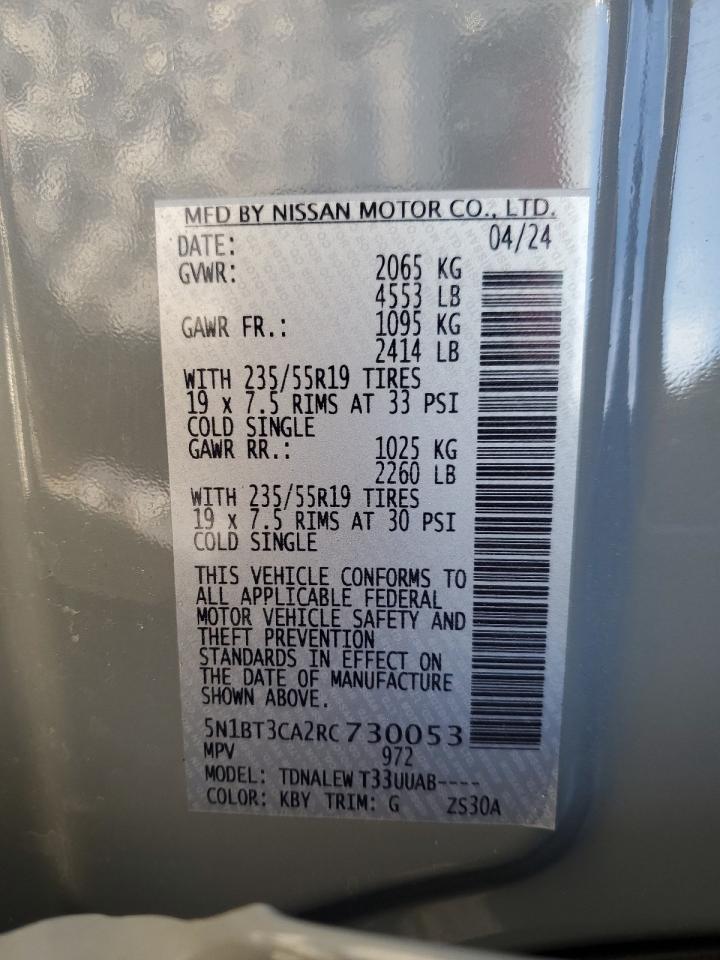 MFD BY NISSAN MOTOR CO., LTD.
DATE: 04/24
GVWR: 2065 KG
4553 LB
GAWR FR.: 1095 KG
2414 LB
WITH 235/55R19 TIRES
19 x 7.5 RIMS AT 33 PSI
COLD SINGLE
GAWR RR.: 1025 KG
2260 LB
WITH 235/55R19 TIRES
19 x 7.5 RIMS AT 30 PSI
COLD SINGLE
THIS VEHICLE CONFORMS TO
ALL APPLICABLE FEDERAL
MOTOR VEHICLE SAFETY AND
THEFT PREVENTION
STANDARDS IN EFFECT ON
THE DATE OF MANUFACTURE
SHOWN ABOVE.
5N1BT3CA2RC730053
MPV 972
MODEL: TDNALEW T33UUAB----
COLOR: KBY TRIM: G ZS30A